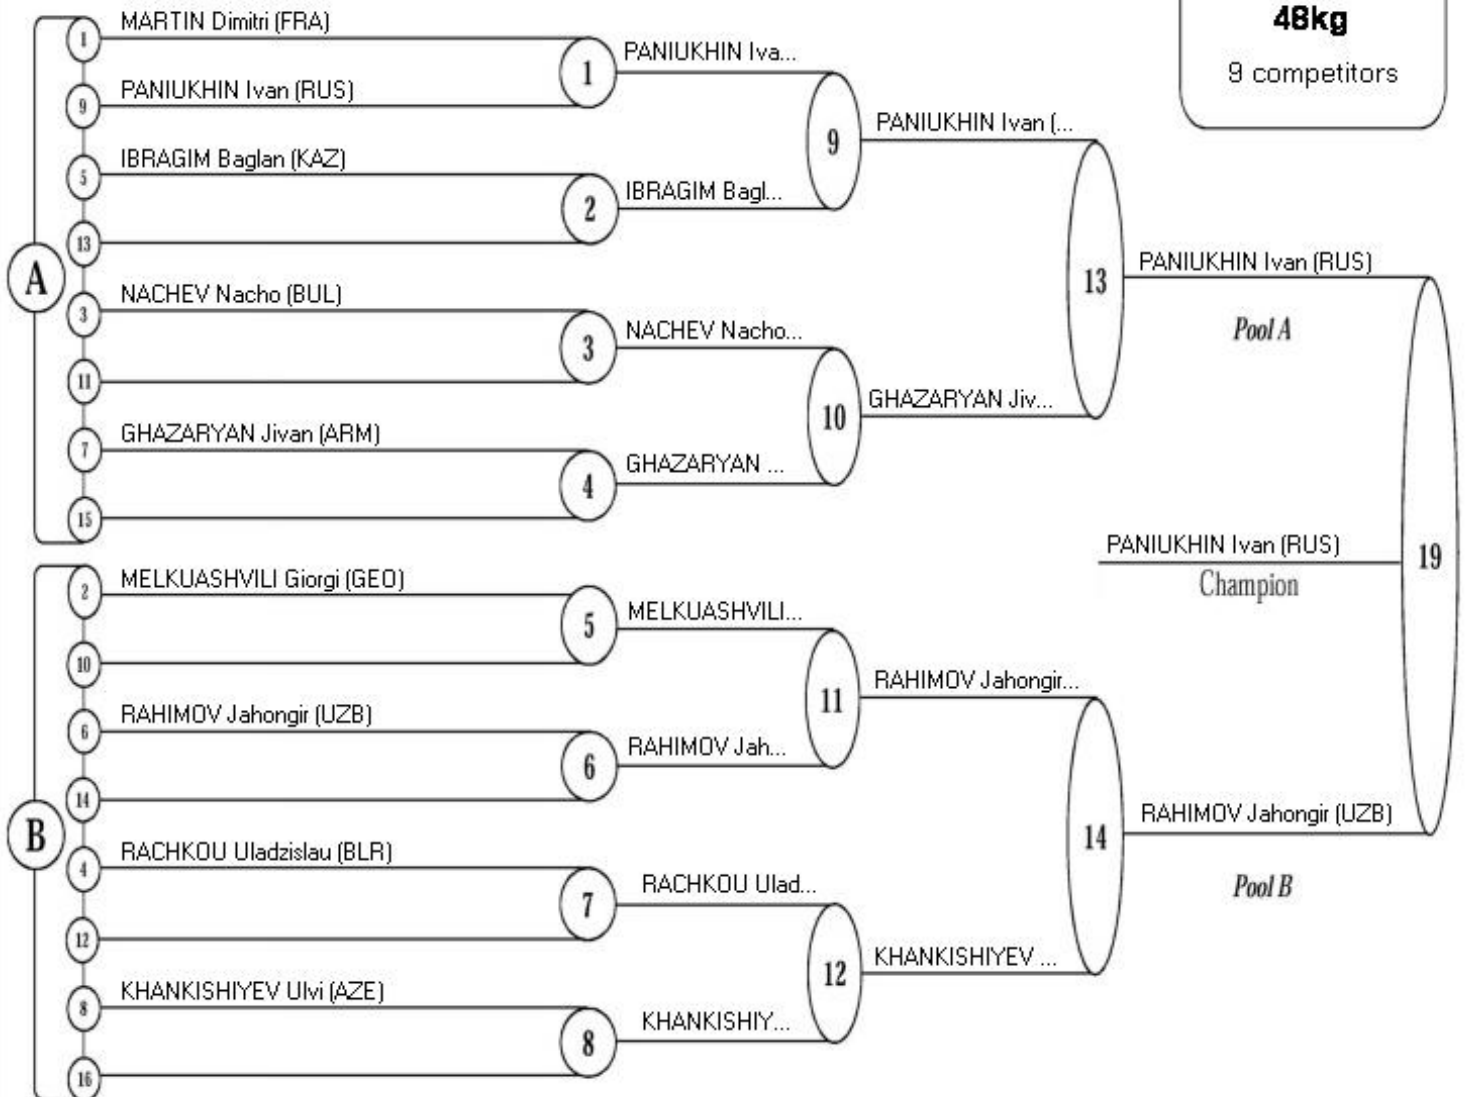 48kg
9 competitors
1 MARTIN Dimitri (FRA)
9 PANIUKHIN Ivan (RUS)
5 IBRAGIM Baglan (KAZ)
13
3 NACHEV Nacho (BUL)
11
7 GHAZARYAN Jivan (ARM)
15
A
2 MELKUASHVILI Giorgi (GEO)
10
6 RAHIMOV Jahongir (UZB)
14
4 RACHKOU Uladzislau (BLR)
12
8 KHANKISHIYEV Ulvi (AZE)
16
B
1 PANIUKHIN Iva...
2 IBRAGIM Bagl...
3 NACHEV Nacho...
4 GHAZARYAN ...
5 MELKUASHVILI...
6 RAHIMOV Jah...
7 RACHKOU Ulad...
8 KHANKISHIY...
9 PANIUKHIN Ivan (...
10 GHAZARYAN Jiv...
11 RAHIMOV Jahongir...
12 KHANKISHIYEV ...
13 PANIUKHIN Ivan (RUS)
Pool A
14 RAHIMOV Jahongir (UZB)
Pool B
PANIUKHIN Ivan (RUS)
Champion
19